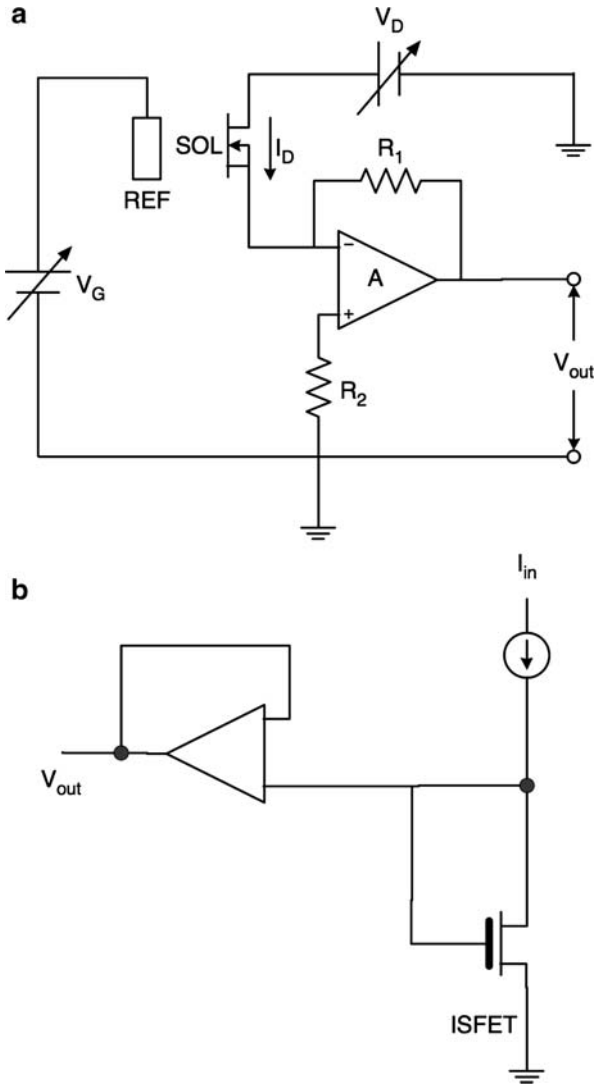 a
V_D
SOL
I_D
R_1
REF
V_G
−
A
+
V_out
R_2
b
I_in
V_out
ISFET